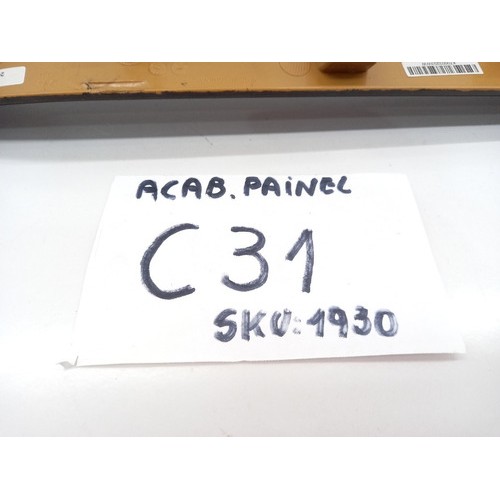 ACAB. PAINEL
C31
SKU: 1930